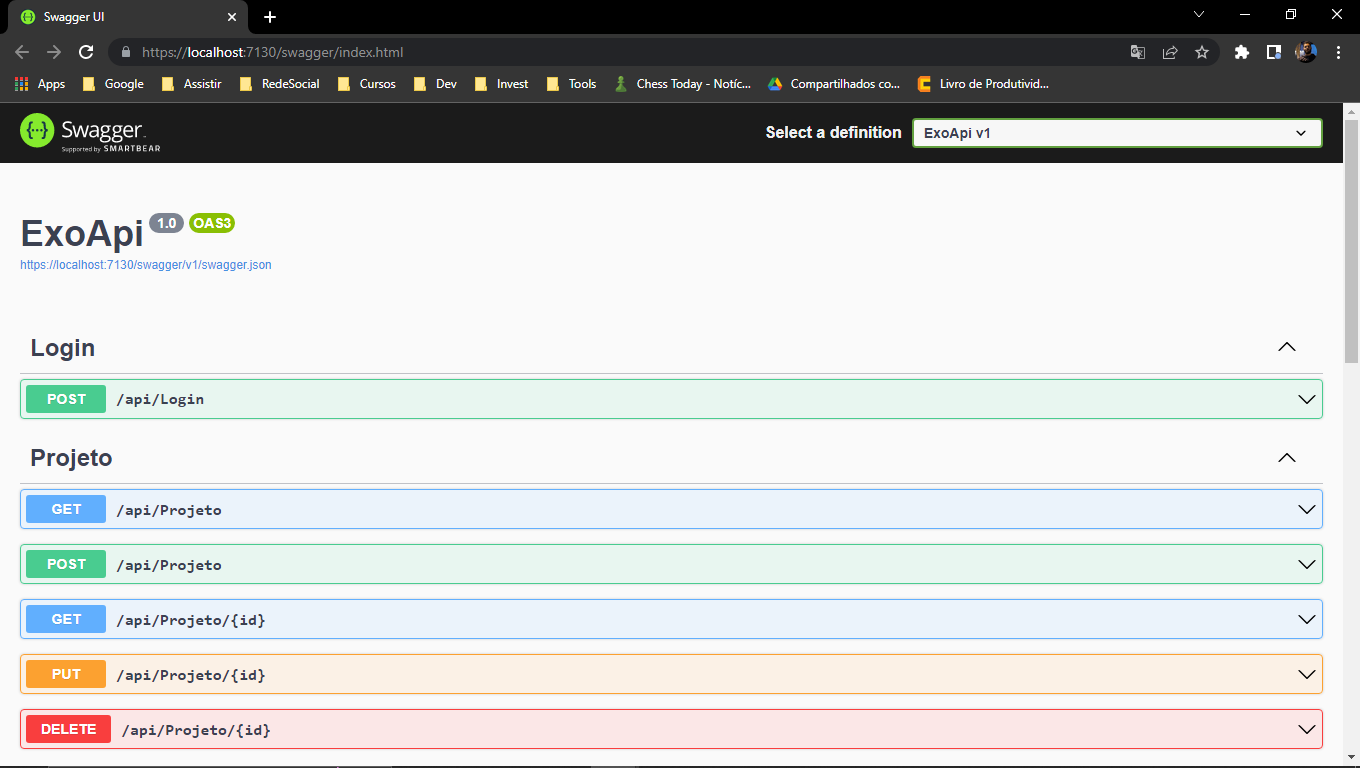 Swagger UI
https://localhost:7130/swagger/index.html
Apps Google Assistir RedeSocial Cursos Dev Invest Tools Chess Today - Notíc... Compartilhados co... Livro de Produtivid...
Swagger
Supported by SMARTBEAR
Select a definition ExoApi v1
ExoApi 1.0 OAS3
https://localhost:7130/swagger/v1/swagger.json
Login
POST /api/Login
Projeto
GET /api/Projeto
POST /api/Projeto
GET /api/Projeto/{id}
PUT /api/Projeto/{id}
DELETE /api/Projeto/{id}